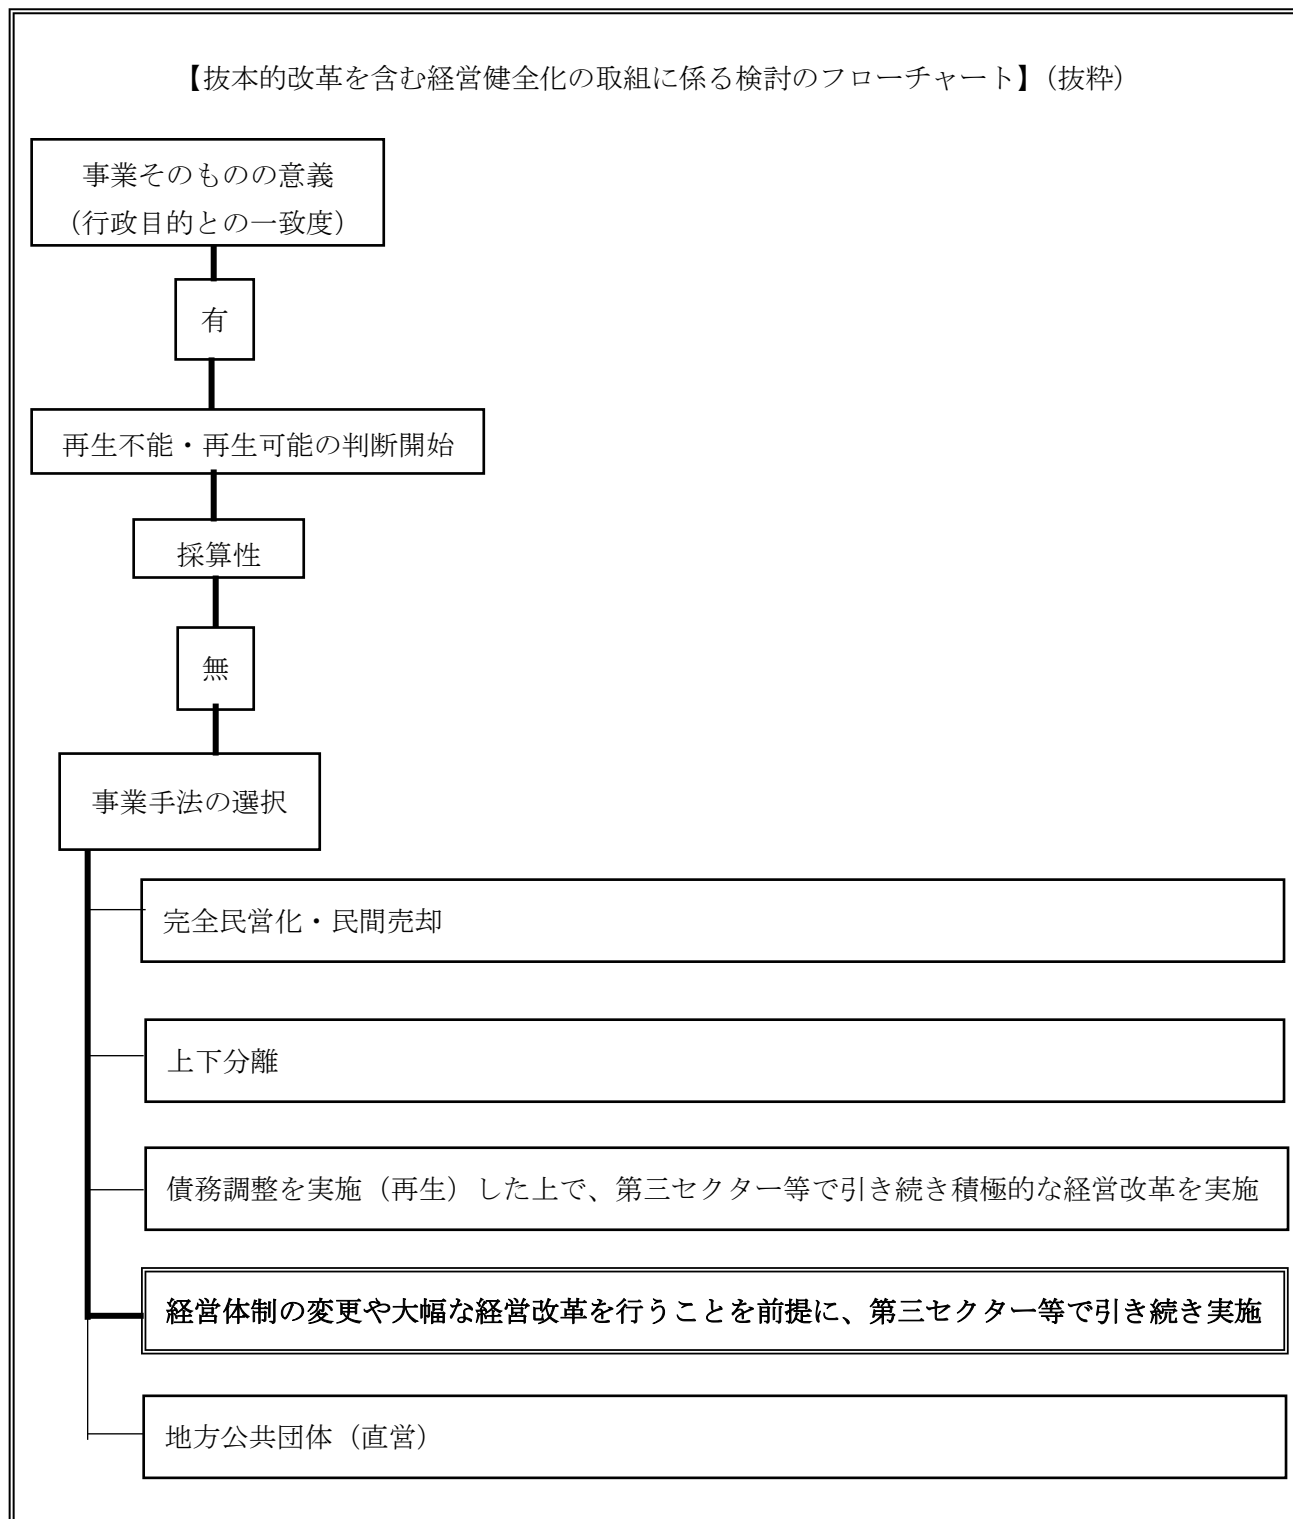 【抜本的改革を含む経営健全化の取組に係る検討のフローチャート】(抜粋)
事業そのものの意義
(行政目的との一致度)
有
再生不能・再生可能の判断開始
採算性
無
事業手法の選択
完全民営化・民間売却
上下分離
債務調整を実施(再生)した上で、第三セクター等で引き続き積極的な経営改革を実施
経営体制の変更や大幅な経営改革を行うことを前提に、第三セクター等で引き続き実施
地方公共団体(直営)